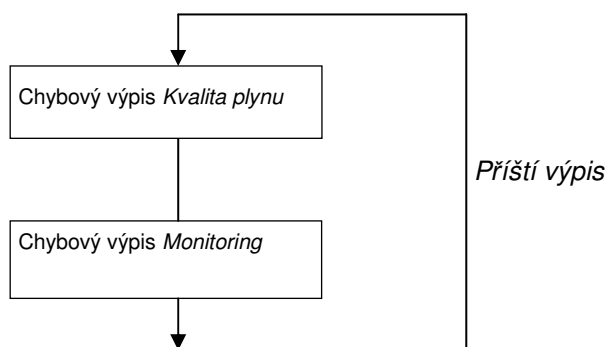 Chybový výpis Kvalita plynu
Příští výpis
Chybový výpis Monitoring